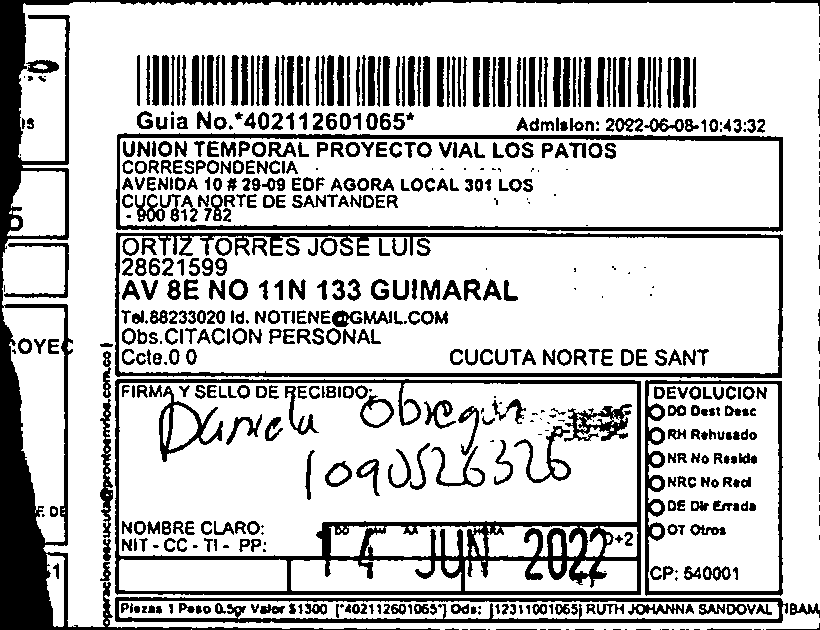 Guia No.*402112601065*
Admision: 2022-06-08-10:43:32
UNION TEMPORAL PROYECTO VIAL LOS PATIOS
CORRESPONDENCIA
AVENIDA 10 # 29-09 EDF AGORA LOCAL 301 LOS
CUCUTA NORTE DE SANTANDER
- 900 812 782
ORTIZ TORRES JOSE LUIS
28621599
AV 8E NO 11N 133 GUIMARAL
Tel.88233020 Id. NOTIENE@GMAIL.COM
Obs.CITACION PERSONAL
Ccte.0 0
CUCUTA NORTE DE SANT
operacionescucuta@prontoenvios.com.co
FIRMA Y SELLO DE RECIBIDO:
Daniela Obregon
1090526326
NOMBRE CLARO:
NIT - CC - TI - PP:
14 JUN 2022
D+2
DEVOLUCION
DD Dest Desc
RH Rehusado
NR No Reside
NRC No Recl
DE Dir Errada
OT Otros
CP: 540001
Piezas 1 Peso 0.5gr Valor $1300 ["402112601065"] Ods: [12311001065] RUTH JOHANNA SANDOVAL TIBAM
OYEC
E DE